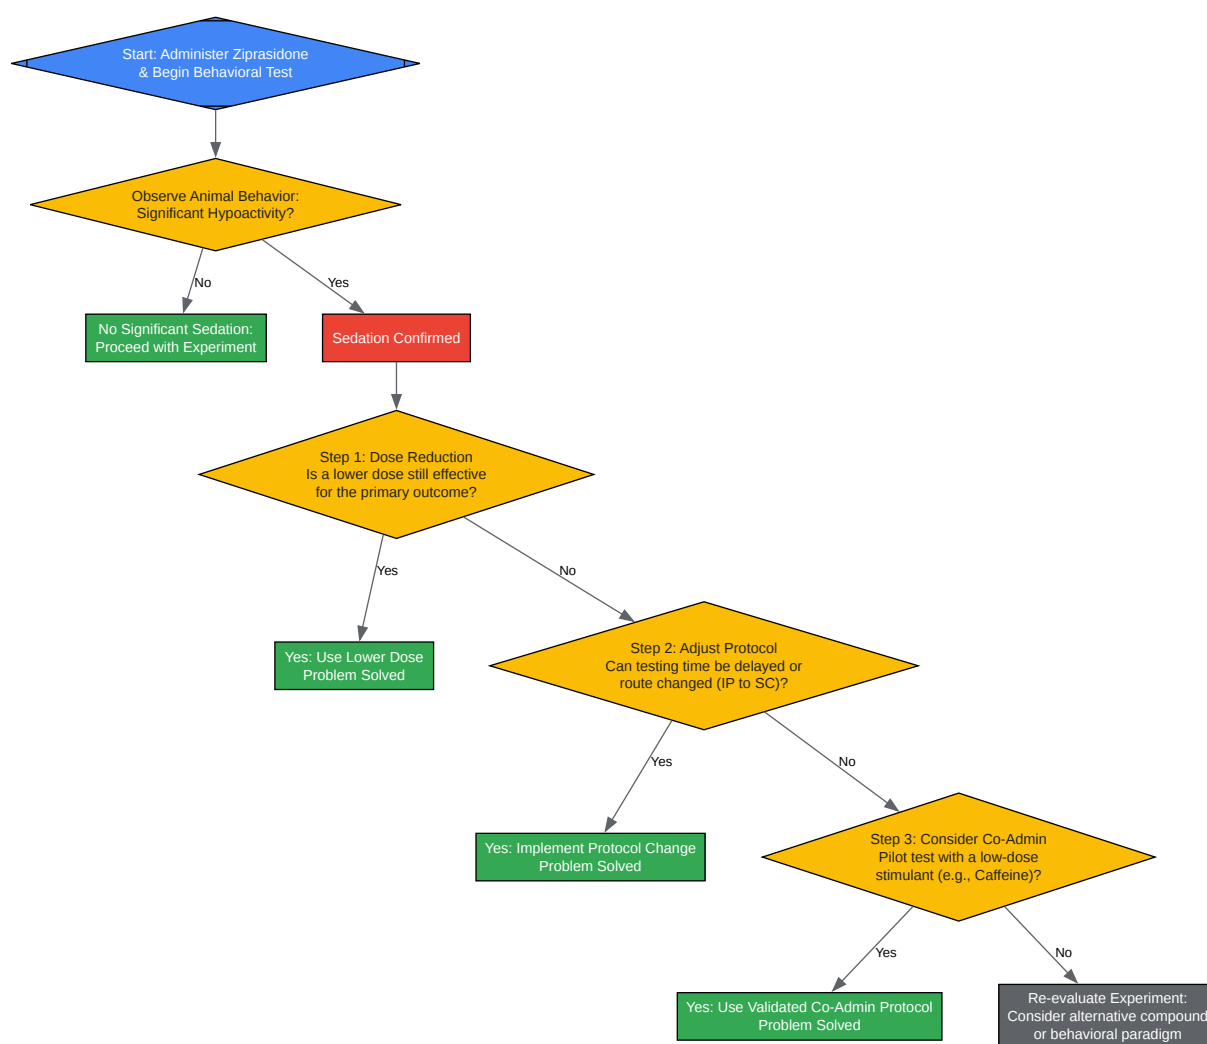 Start: Administer Ziprasidone
& Begin Behavioral Test
Observe Animal Behavior:
Significant Hypoactivity?
No
Yes
No Significant Sedation:
Proceed with Experiment
Sedation Confirmed
Step 1: Dose Reduction
Is a lower dose still effective
for the primary outcome?
Yes
No
Yes: Use Lower Dose
Problem Solved
Step 2: Adjust Protocol
Can testing time be delayed or
route changed (IP to SC)?
Yes
No
Yes: Implement Protocol Change
Problem Solved
Step 3: Consider Co-Admin
Pilot test with a low-dose
stimulant (e.g., Caffeine)?
Yes
No
Yes: Use Validated Co-Admin Protocol
Problem Solved
Re-evaluate Experiment:
Consider alternative compound
or behavioral paradigm